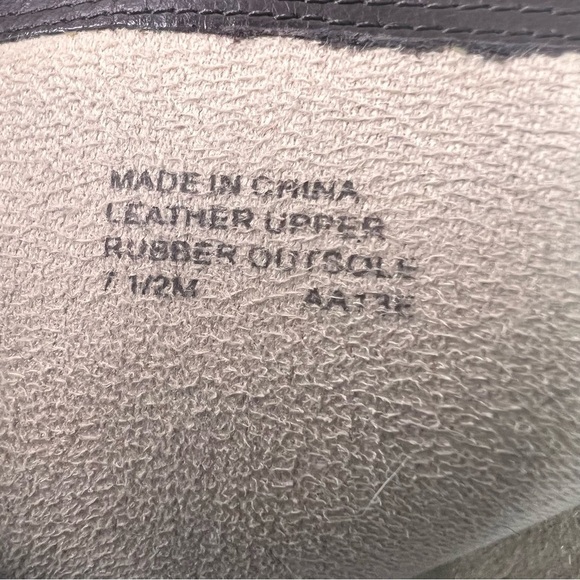 MADE IN CHINA
LEATHER UPPER
RUBBER OUTSOLE
7 1/2M